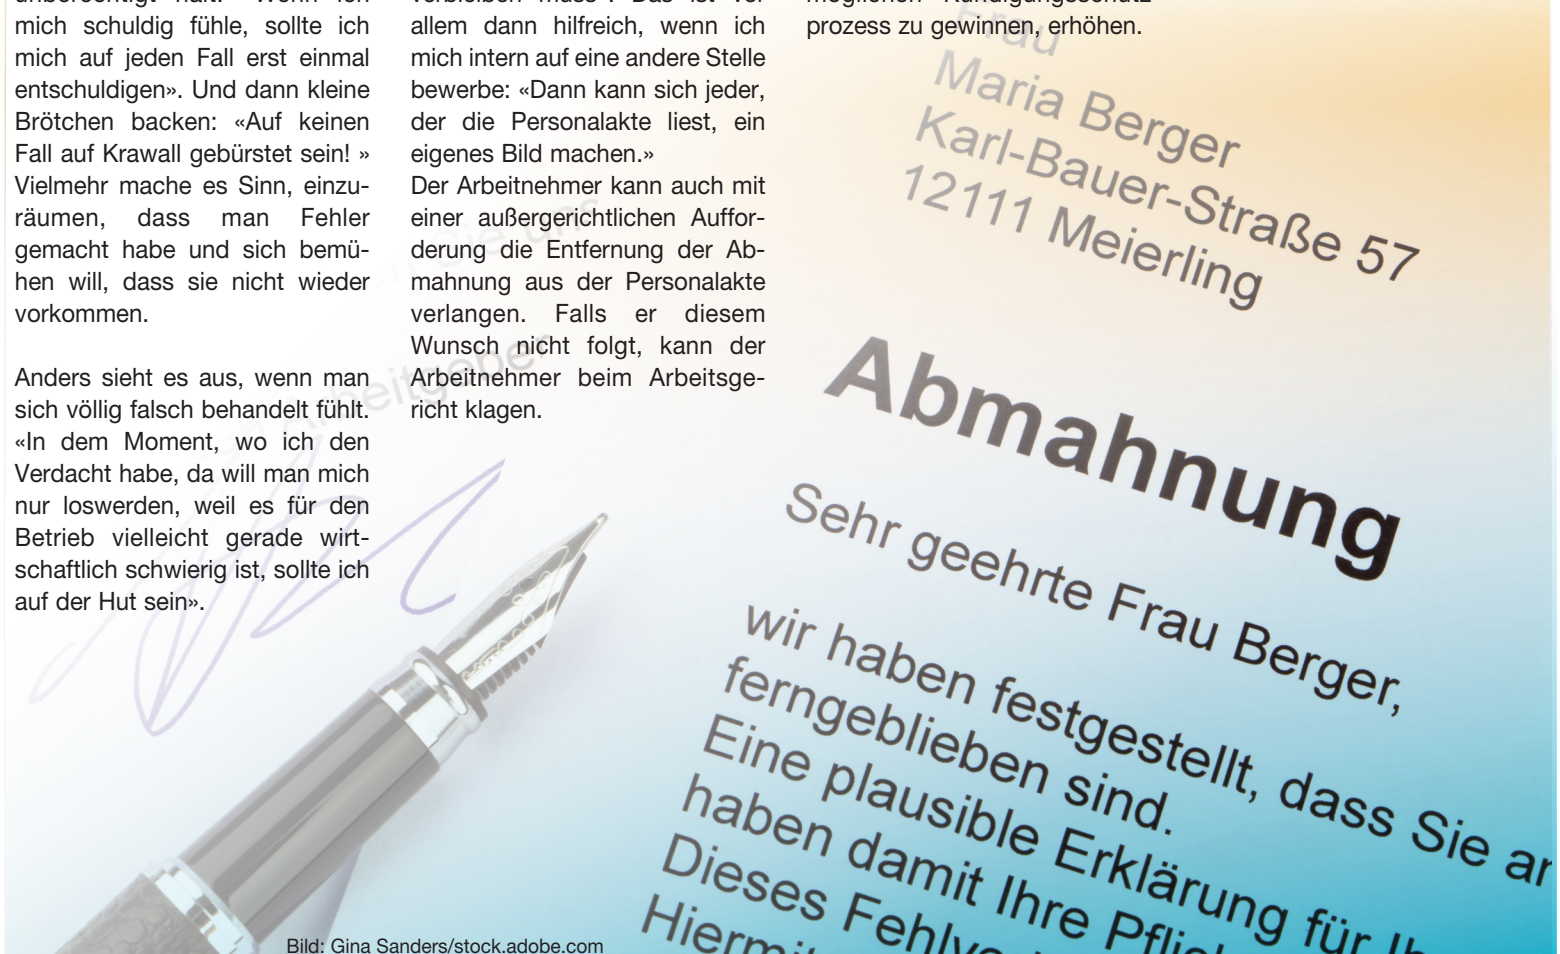 mich schuldig fühle, sollte ich
mich auf jeden Fall erst einmal
entschuldigen». Und dann kleine
Brötchen backen: «Auf keinen
Fall auf Krawall gebürstet sein! »
Vielmehr mache es Sinn, einzu-
räumen, dass man Fehler
gemacht habe und sich bemü-
hen will, dass sie nicht wieder
vorkommen.
Anders sieht es aus, wenn man
sich völlig falsch behandelt fühlt.
«In dem Moment, wo ich den
Verdacht habe, da will man mich
nur loswerden, weil es für den
Betrieb vielleicht gerade wirt-
schaftlich schwierig ist, sollte ich
auf der Hut sein».
allem dann hilfreich, wenn ich
mich intern auf eine andere Stelle
bewerbe: «Dann kann sich jeder,
der die Personalakte liest, ein
eigenes Bild machen.»
Der Arbeitnehmer kann auch mit
einer außergerichtlichen Auffor-
derung die Entfernung der Ab-
mahnung aus der Personalakte
verlangen. Falls er diesem
Wunsch nicht folgt, kann der
Arbeitnehmer beim Arbeitsge-
richt klagen.
prozess zu gewinnen, erhöhen.
Frau
Maria Berger
Karl-Bauer-Straße 57
12111 Meierling
Abmahnung
Sehr geehrte Frau Berger,
wir haben festgestellt, dass Sie
ferngeblieben sind.
Eine plausible Erklärung für
haben damit Ihre
Dieses
Sie uns
Arbeitgeber
Bild: Gina Sanders/stock.adobe.com